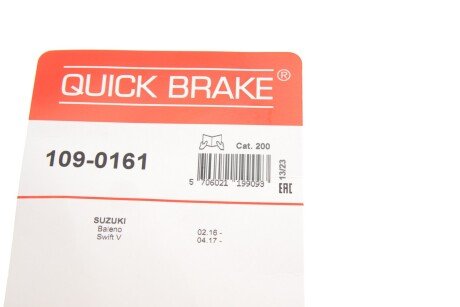 QUICK BRAKE®
Cat. 200
109-0161
5 706021 199093
13/23
EAC
SUZUKI
Baleno 02.16 -
Swift V 04.17 -